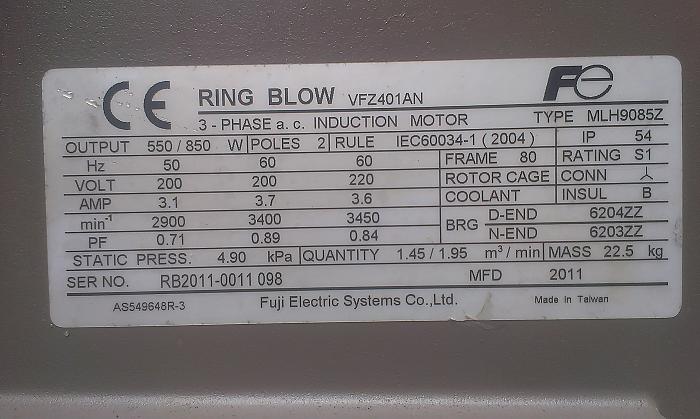 CE RING BLOW VFZ401AN Fe
3 - PHASE a. c. INDUCTION MOTOR TYPE MLH9085Z
OUTPUT 550 / 850 W POLES 2 RULE IEC60034-1 ( 2004 ) IP 54
Hz 50 60 60 FRAME 80 RATING S1
VOLT 200 200 220 ROTOR CAGE CONN 人
AMP 3.1 3.7 3.6 COOLANT INSUL B
min-1 2900 3400 3450 BRG D-END 6204ZZ
PF 0.71 0.89 0.84 N-END 6203ZZ
STATIC PRESS. 4.90 kPa QUANTITY 1.45 / 1.95 m³ / min MASS 22.5 kg
SER NO. RB2011-0011 098 MFD 2011
AS549648R-3 Fuji Electric Systems Co.,Ltd. Made in Taiwan